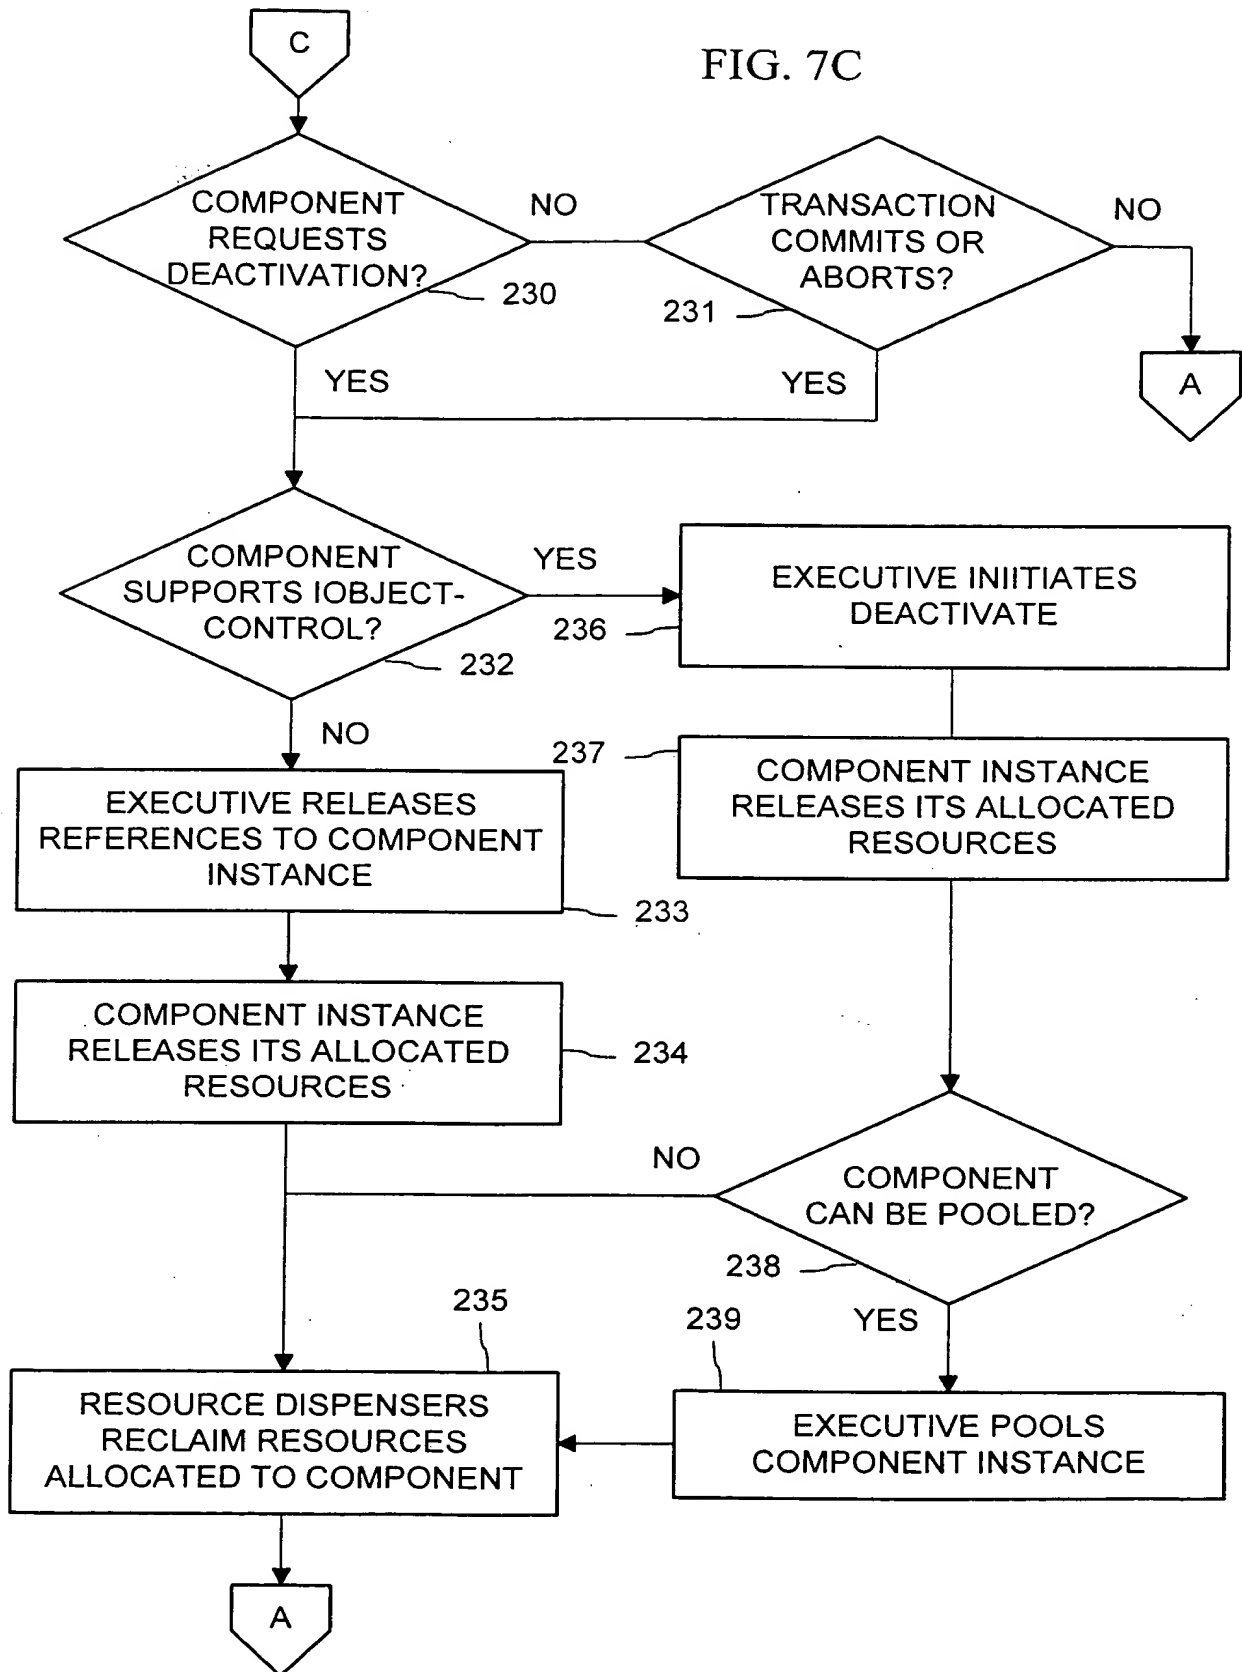 C
FIG. 7C
COMPONENT
REQUESTS
DEACTIVATION?
NO
230
YES
TRANSACTION
COMMITS OR
ABORTS?
NO
231
YES
A
COMPONENT
SUPPORTS IOBJECT-
CONTROL?
YES
232
NO
EXECUTIVE INIITIATES
DEACTIVATE
236
237
COMPONENT INSTANCE
RELEASES ITS ALLOCATED
RESOURCES
EXECUTIVE RELEASES
REFERENCES TO COMPONENT
INSTANCE
233
COMPONENT INSTANCE
RELEASES ITS ALLOCATED
RESOURCES
234
NO
COMPONENT
CAN BE POOLED?
238
YES
235
239
RESOURCE DISPENSERS
RECLAIM RESOURCES
ALLOCATED TO COMPONENT
EXECUTIVE POOLS
COMPONENT INSTANCE
A